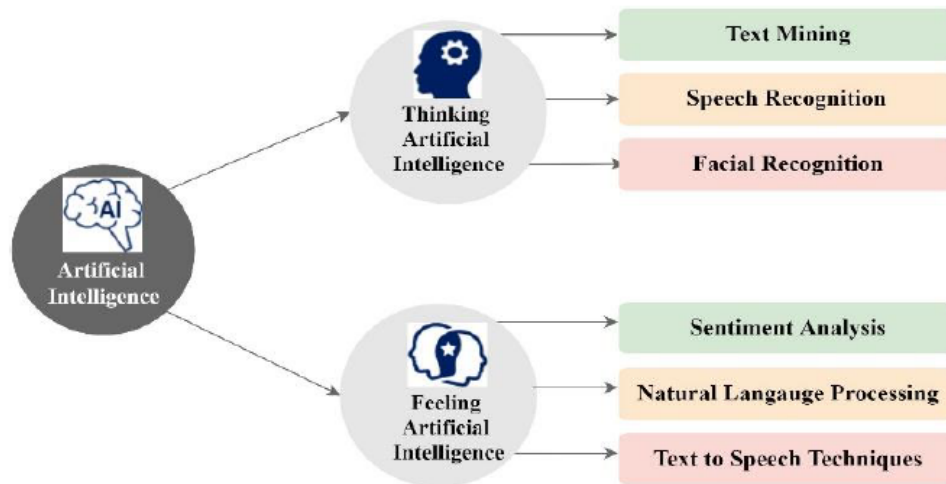 AI
Artificial
Intelligence
Thinking
Artificial
Intelligence
Text Mining
Speech Recognition
Facial Recognition
Feeling
Artificial
Intelligence
Sentiment Analysis
Natural Langauge Processing
Text to Speech Techniques